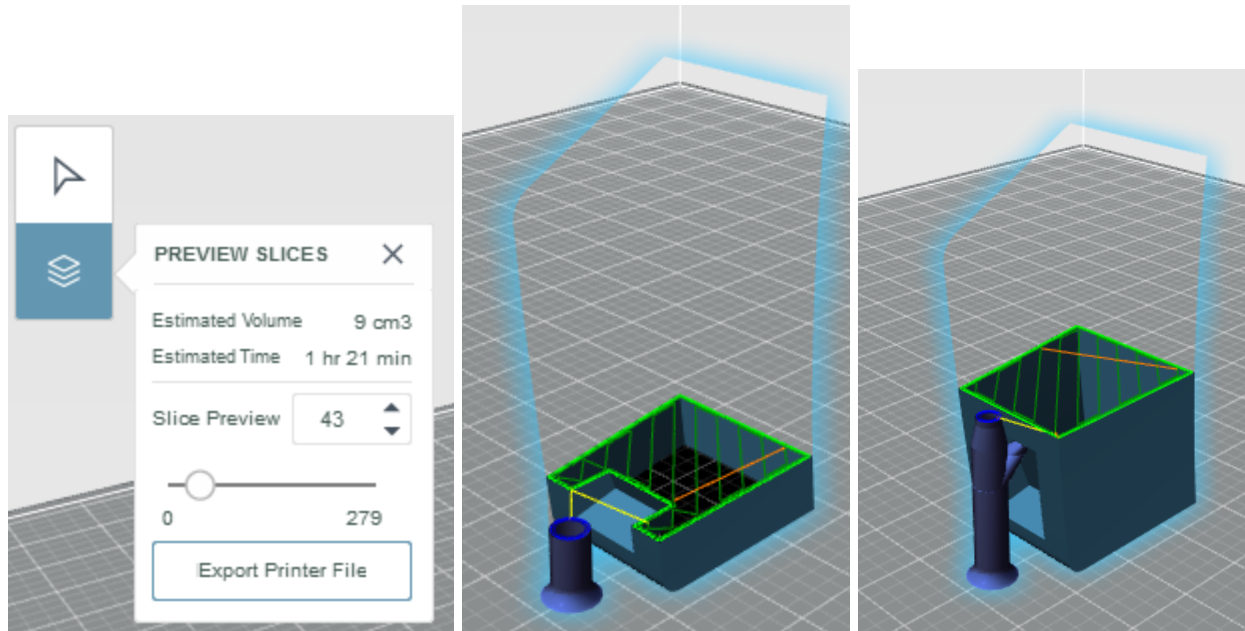 PREVIEW SLICES
Estimated Volume 9 cm3
Estimated Time 1 hr 21 min
Slice Preview 43
0 279
Export Printer File